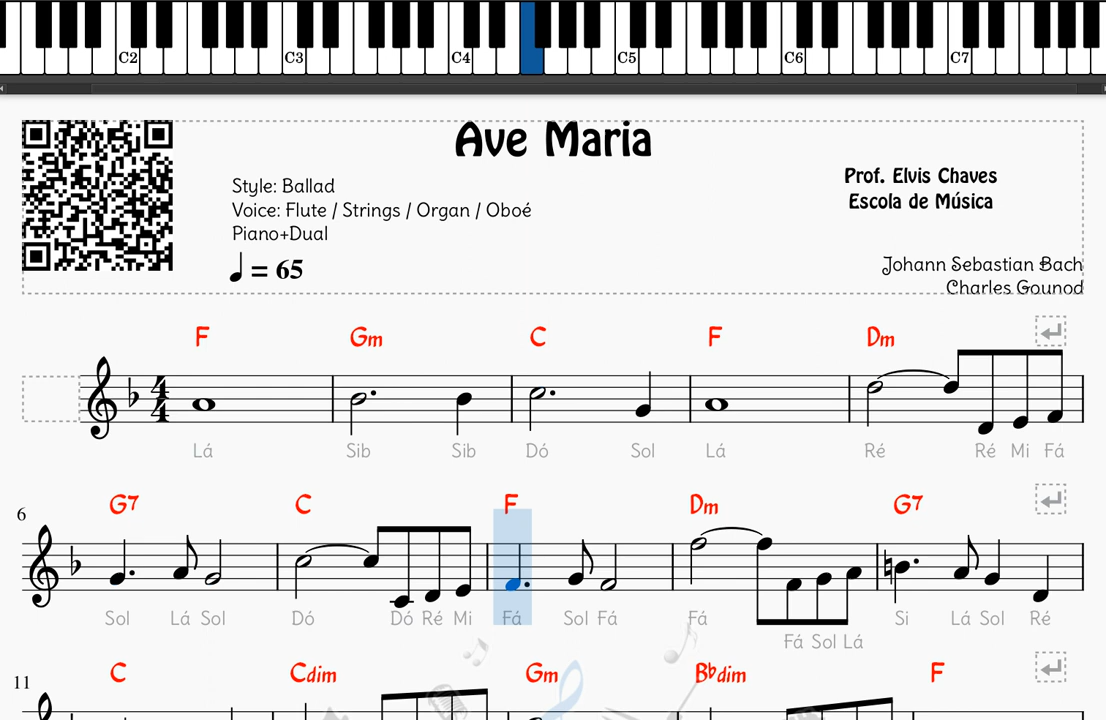 C2 C3 C4 C5 C6 C7
Ave Maria
Style: Ballad
Voice: Flute / Strings / Organ / Oboé
Piano+Dual
= 65
Prof. Elvis Chaves
Escola de Música
Johann Sebastian Bach
Charles Gounod
F Gm C F Dm
4
4
Lá Sib Sib Dó Sol Lá Ré Ré Mi Fá
6
G7 C F Dm G7
Sol Lá Sol Dó Dó Ré Mi Fá Sol Fá Fá Fá Sol Lá Si Lá Sol Ré
11
C Cdim Gm B♭dim F